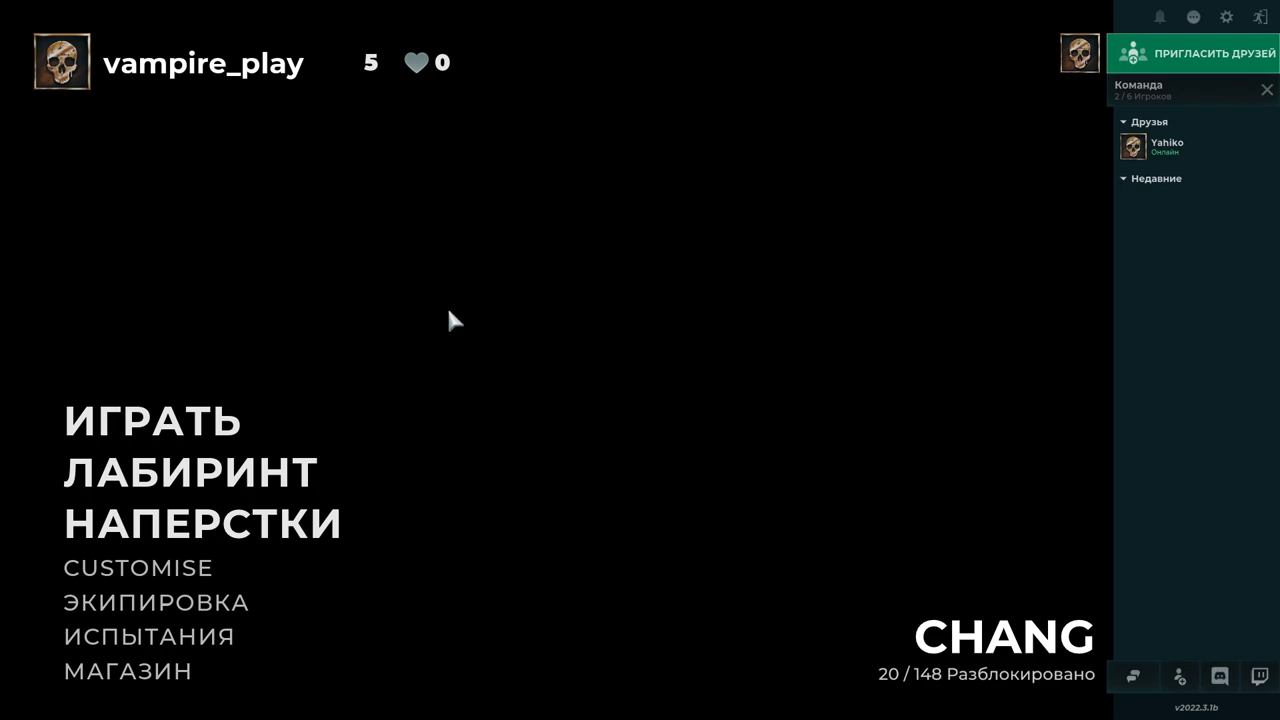 vampire_play 5 0
ПРИГЛАСИТЬ ДРУЗЕЙ
Команда
2 / 6 Игроков
Друзья
Yahiko
Онлайн
Недавние
ИГРАТЬ
ЛАБИРИНТ
НАПЕРСТКИ
CUSTOMISE
ЭКИПИРОВКА
ИСПЫТАНИЯ
МАГАЗИН
CHANG
20 / 148 Разблокировано
v2022.3.1b